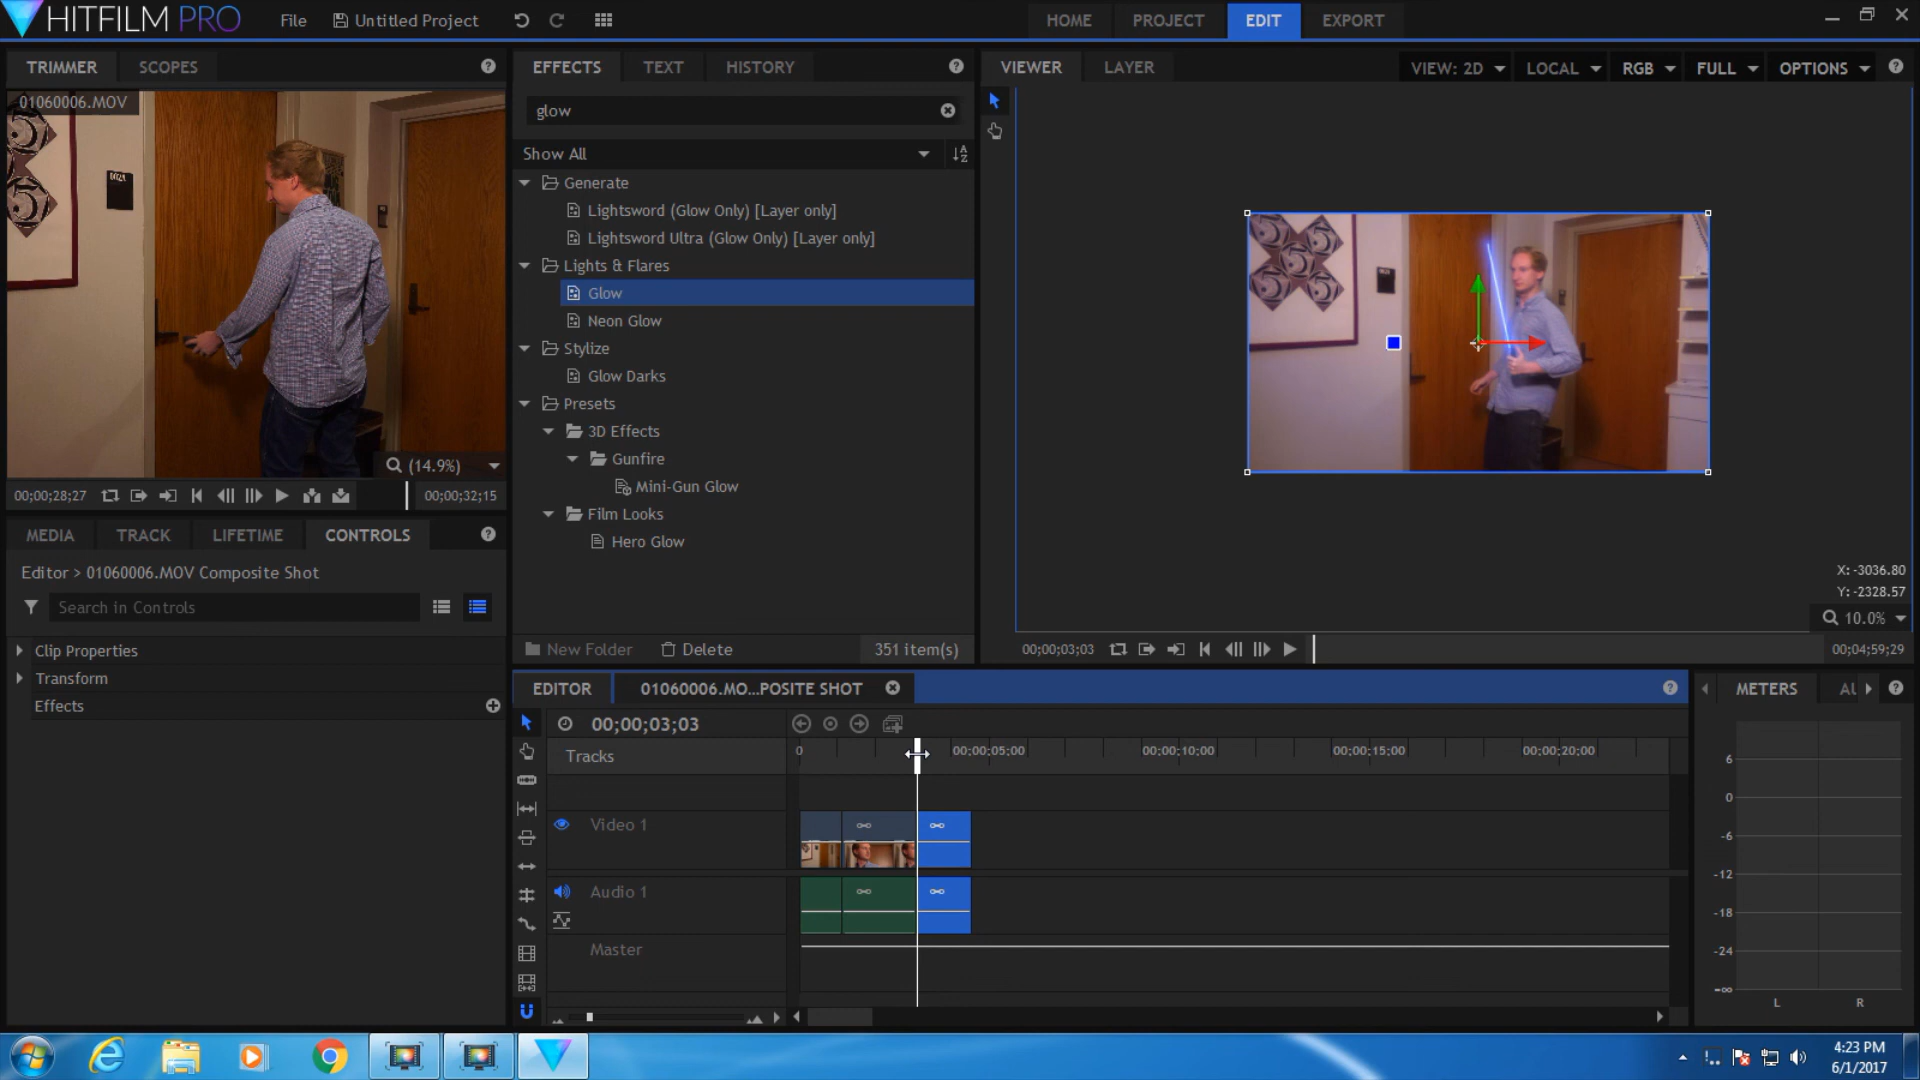 HITFILM PRO
File
Untitled Project
HOME
PROJECT
EDIT
EXPORT
TRIMMER
SCOPES
01060006.MOV
(14.9%)
00;00;28;27
00;00;32;15
EFFECTS
TEXT
HISTORY
glow
Show All
Generate
Lightsword (Glow Only) [Layer only]
Lightsword Ultra (Glow Only) [Layer only]
Lights & Flares
Glow
Neon Glow
Stylize
Glow Darks
Presets
3D Effects
Gunfire
Mini-Gun Glow
Film Looks
Hero Glow
New Folder
Delete
351 item(s)
VIEWER
LAYER
VIEW: 2D
LOCAL
RGB
FULL
OPTIONS
X: -3036.80
Y: -2328.57
10.0%
00;00;03;03
00;04;59;29
MEDIA
TRACK
LIFETIME
CONTROLS
Editor > 01060006.MOV Composite Shot
Search in Controls
Clip Properties
Transform
Effects
EDITOR
01060006.MO...POSITE SHOT
00;00;03;03
Tracks
0
00;00;05;00
00;00;10;00
00;00;15;00
00;00;20;00
Video 1
Audio 1
Master
METERS
AU
6
0
-6
-12
-18
-24
-∞
L
R
4:23 PM
6/1/2017